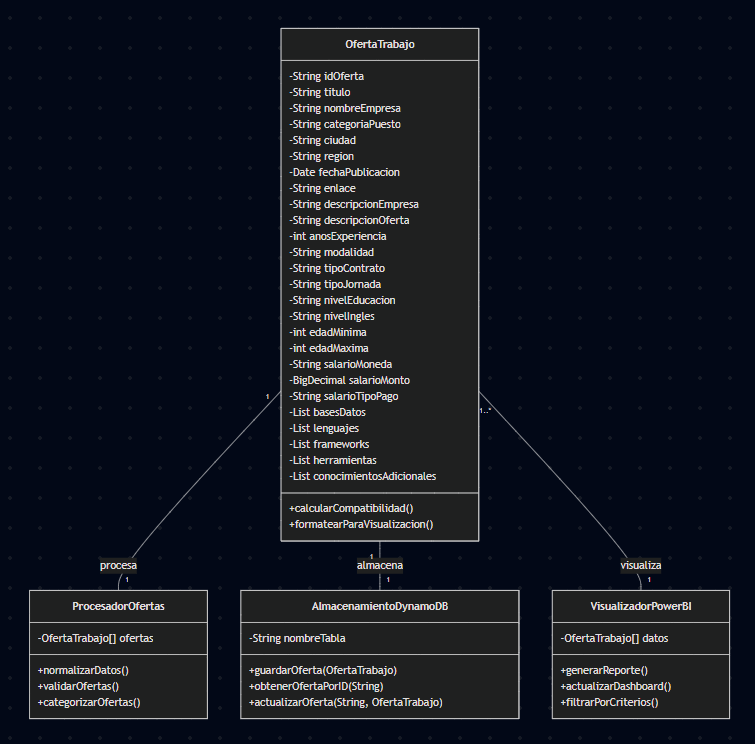 OfertaTrabajo
-String idOferta
-String titulo
-String nombreEmpresa
-String categoriaPuesto
-String ciudad
-String region
-Date fechaPublicacion
-String enlace
-String descripcionEmpresa
-String descripcionOferta
-int anosExperiencia
-String modalidad
-String tipoContrato
-String tipoJornada
-String nivelEducacion
-String nivelIngles
-int edadMinima
-int edadMaxima
-String salarioMoneda
-BigDecimal salarioMonto
-String salarioTipoPago
-List basesDatos
-List lenguajes
-List frameworks
-List herramientas
-List conocimientosAdicionales
+calcularCompatibilidad()
+formatearParaVisualizacion()
1
1..*
1
procesa
almacena
visualiza
1
1
1
ProcesadorOfertas
-OfertaTrabajo[] ofertas
+normalizarDatos()
+validarOfertas()
+categorizarOfertas()
AlmacenamientoDynamoDB
-String nombreTabla
+guardarOferta(OfertaTrabajo)
+obtenerOfertaPorID(String)
+actualizarOferta(String, OfertaTrabajo)
VisualizadorPowerBI
-OfertaTrabajo[] datos
+generarReporte()
+actualizarDashboard()
+filtrarPorCriterios()